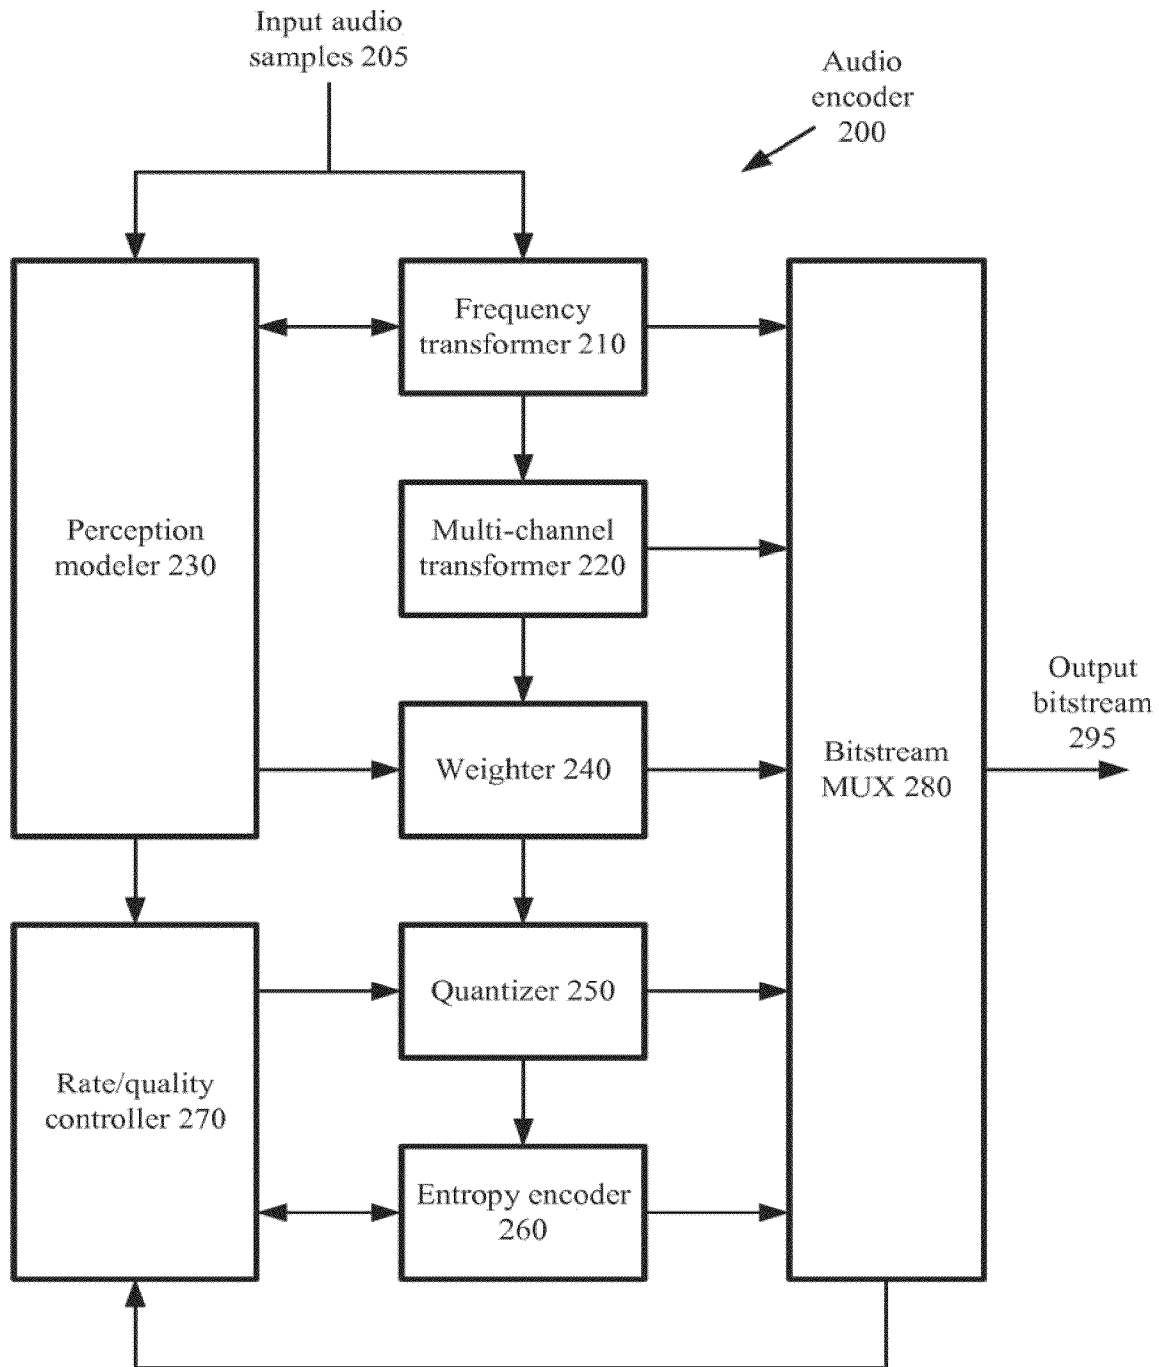 Input audio
samples 205
Audio
encoder
200
Frequency
transformer 210
Perception
modeler 230
Multi-channel
transformer 220
Weighter 240
Bitstream
MUX 280
Output
bitstream
295
Quantizer 250
Rate/quality
controller 270
Entropy encoder
260